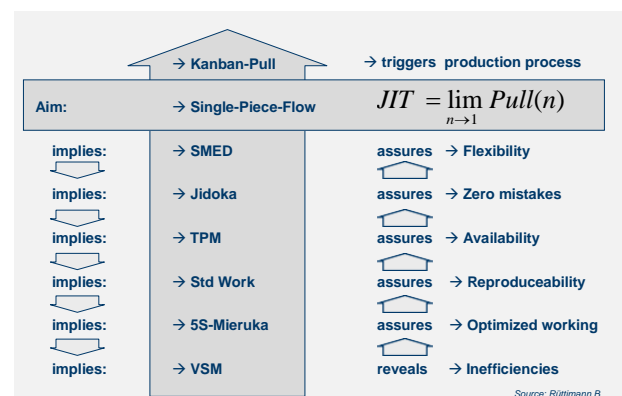 → Kanban-Pull → triggers production process
Aim: → Single-Piece-Flow JIT = lim Pull(n)
n→1
implies: → SMED assures → Flexibility
implies: → Jidoka assures → Zero mistakes
implies: → TPM assures → Availability
implies: → Std Work assures → Reproduceability
implies: → 5S-Mieruka assures → Optimized working
implies: → VSM reveals → Inefficiencies
Source: Rüttimann B.